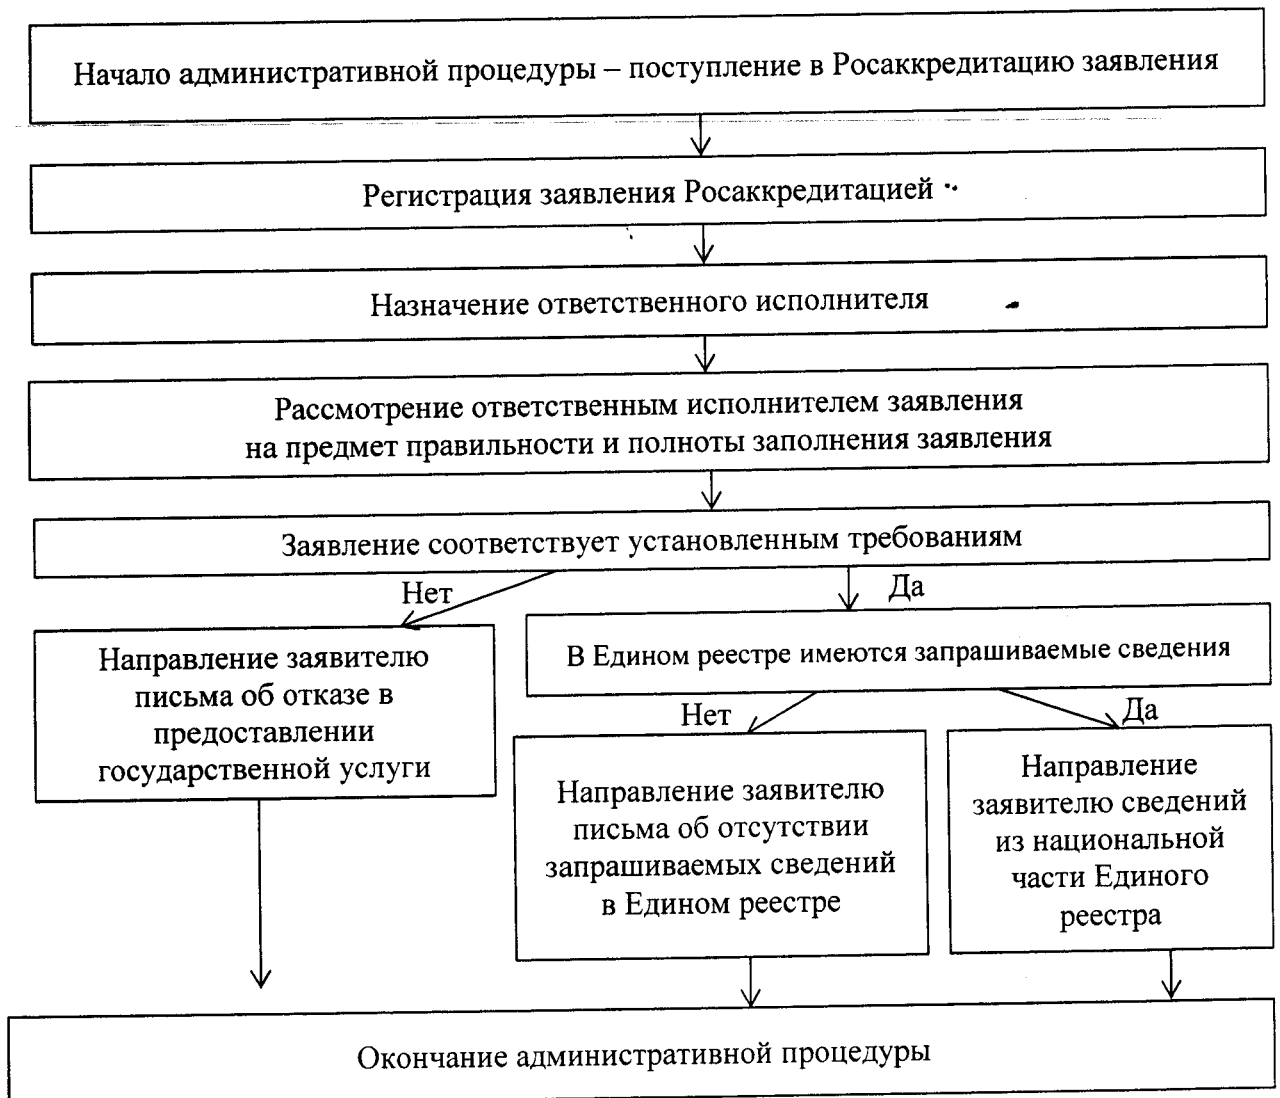 Начало административной процедуры – поступление в Росаккредитацию заявления
Регистрация заявления Росаккредитацией
Назначение ответственного исполнителя
Рассмотрение ответственным исполнителем заявления
на предмет правильности и полноты заполнения заявления
Заявление соответствует установленным требованиям
Нет
Да
Направление заявителю
письма об отказе в
предоставлении
государственной услуги
В Едином реестре имеются запрашиваемые сведения
Нет
Да
Направление заявителю
письма об отсутствии
запрашиваемых сведений
в Едином реестре
Направление
заявителю сведений
из национальной
части Единого
реестра
Окончание административной процедуры